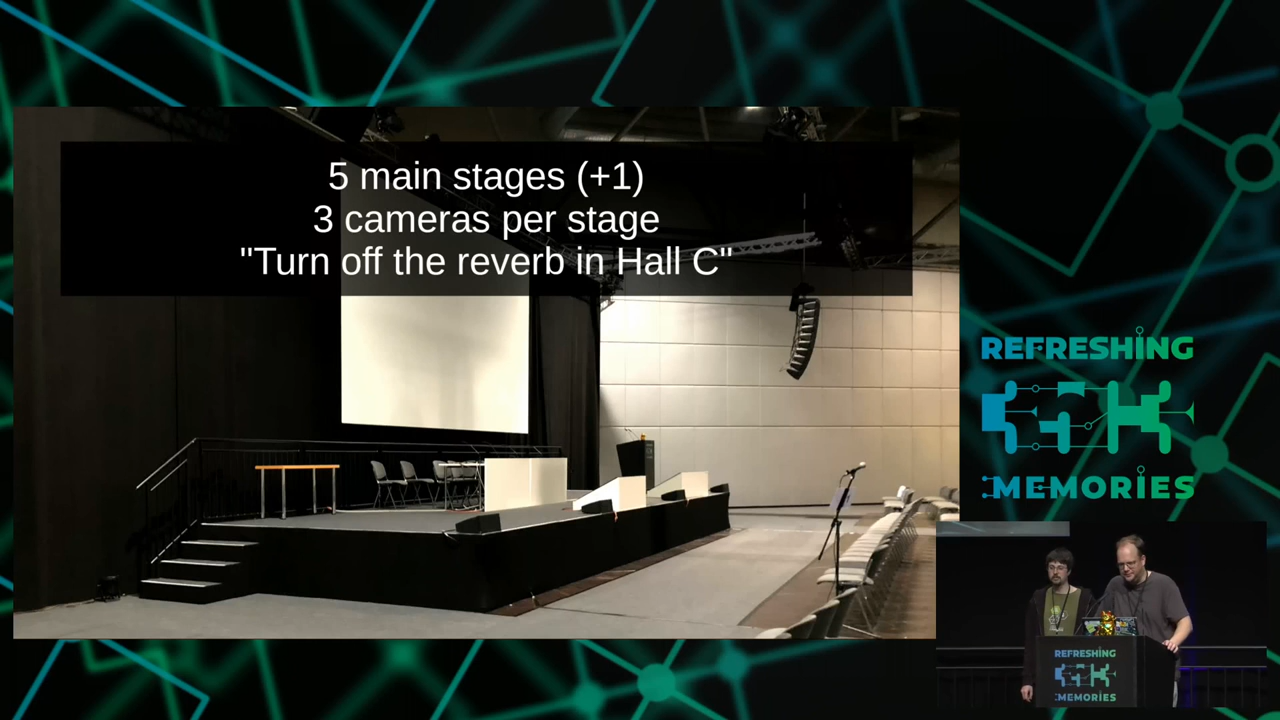 5 main stages (+1)
3 cameras per stage
"Turn off the reverb in Hall C"
REFRESHING
MEMORIES
REFRESHING
MEMORIES